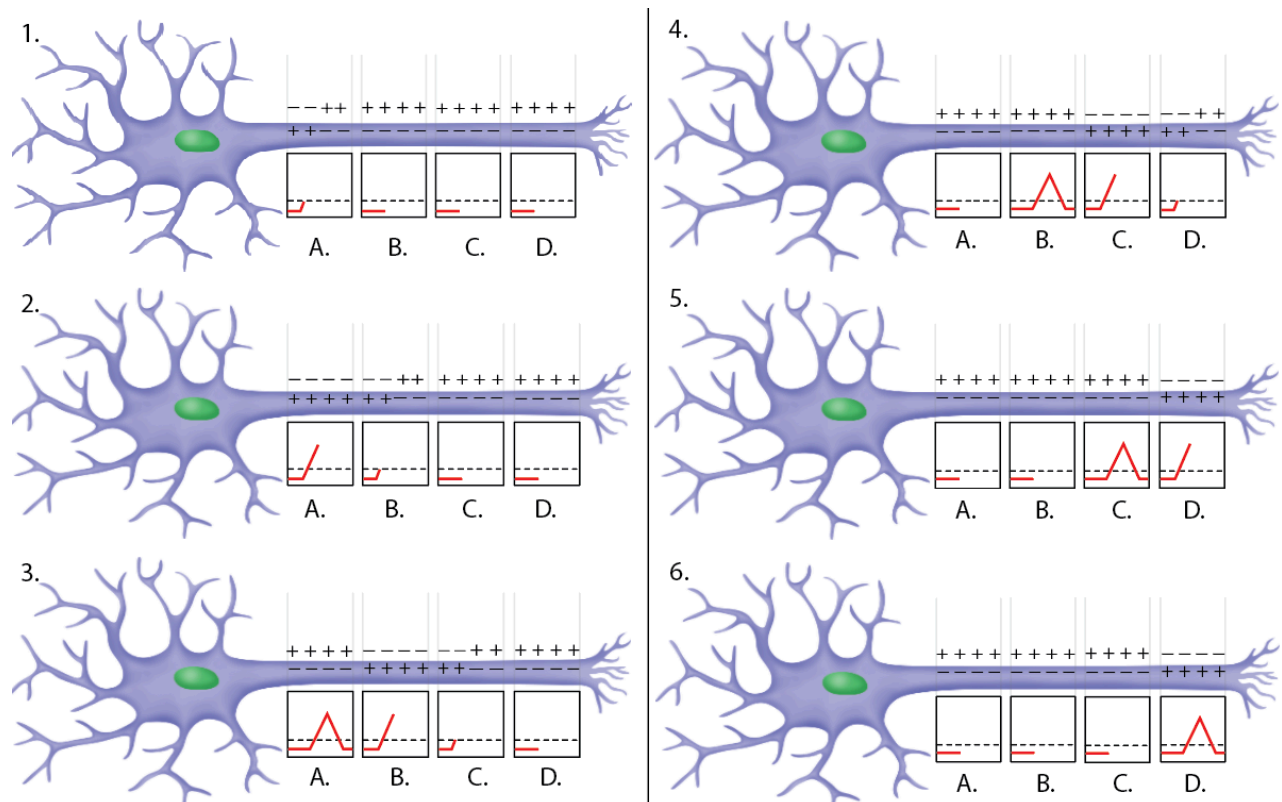 1.
— — + + + + + + + + + + + + + +
+ + — — — — — — — — — — — — — —
A. B. C. D.
2.
— — — — — — + + + + + + + + + +
+ + + + + + — — — — — — — — — —
A. B. C. D.
3.
+ + + + — — — — — — + + + + + +
— — — — + + + + + + — — — — — —
A. B. C. D.
4.
+ + + + + + + + — — — — — — + +
— — — — — — — — + + + + + + — —
A. B. C. D.
5.
+ + + + + + + + + + + + — — — —
— — — — — — — — — — — — + + + +
A. B. C. D.
6.
+ + + + + + + + + + + + — — — —
— — — — — — — — — — — — + + + +
A. B. C. D.